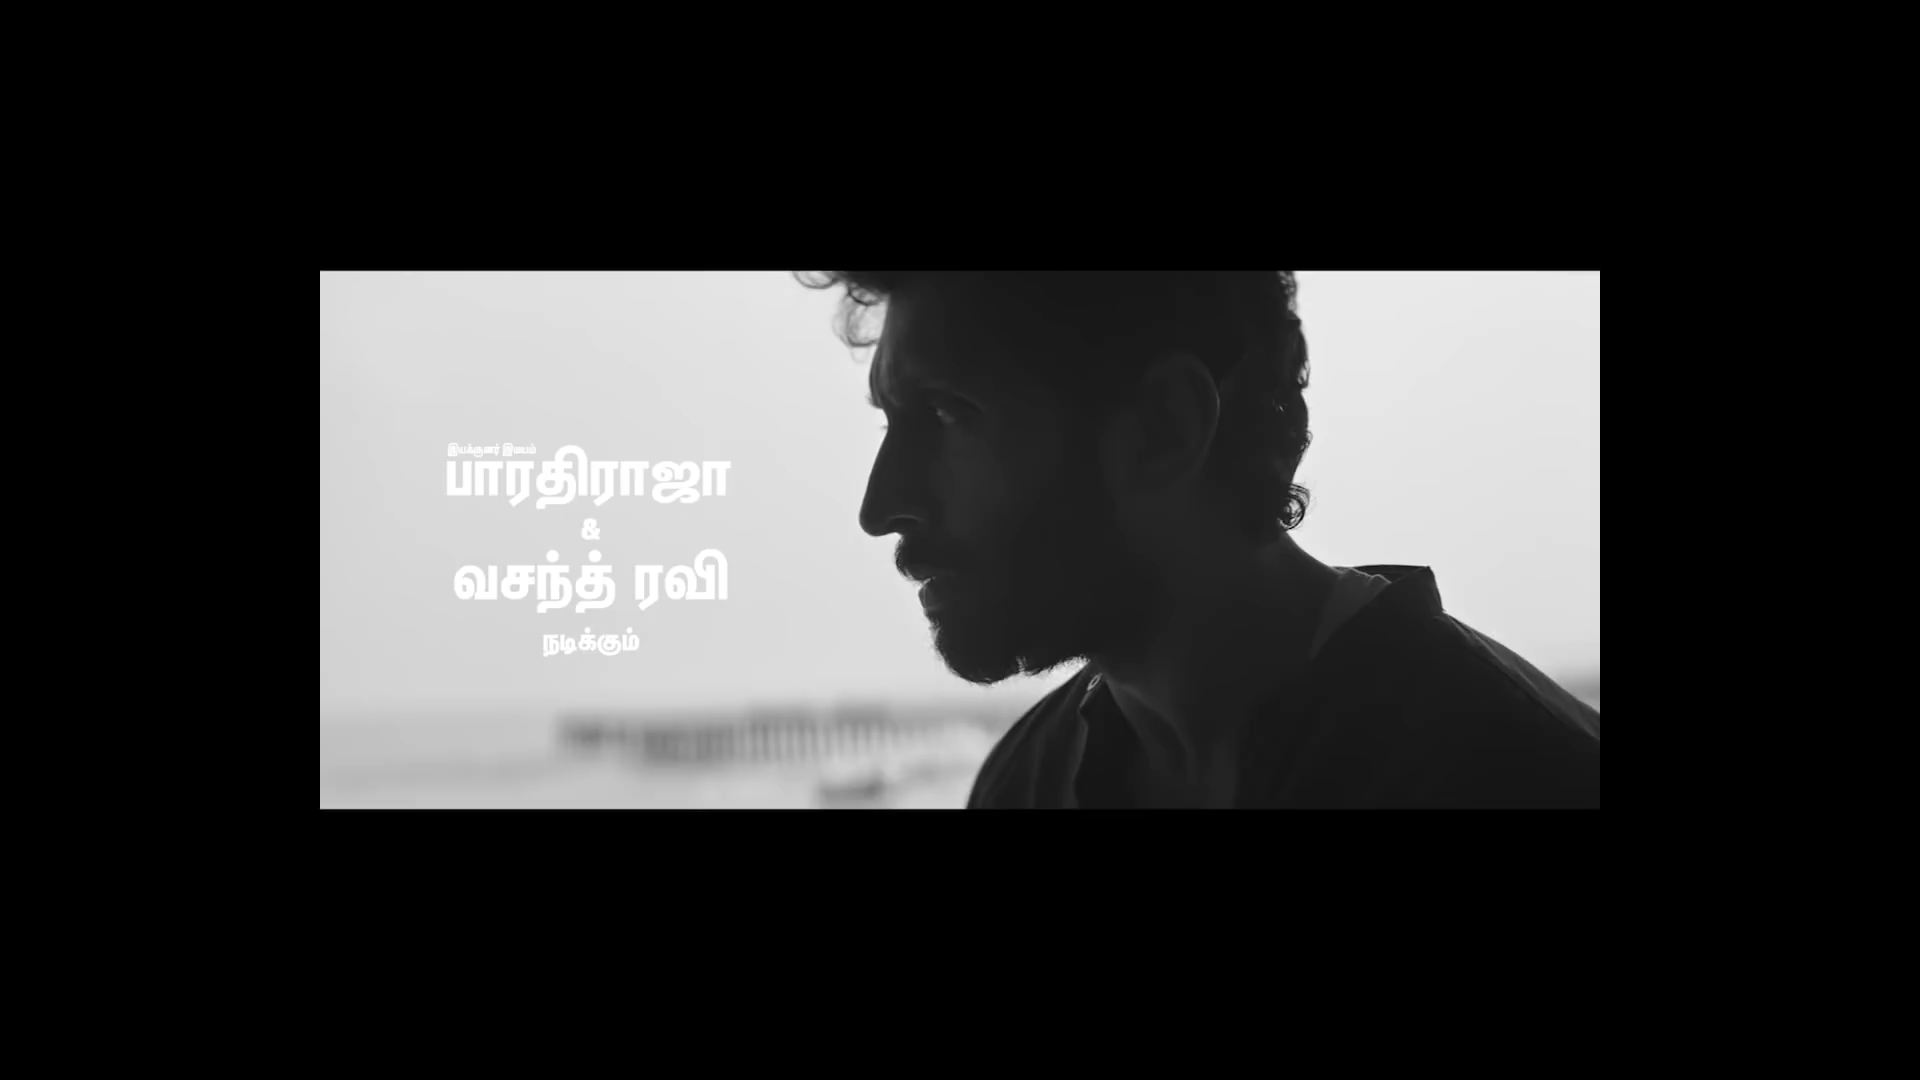 இயக்குனர் இமயம்
பாரதிராஜா
&
வசந்த் ரவி
நடிக்கும்